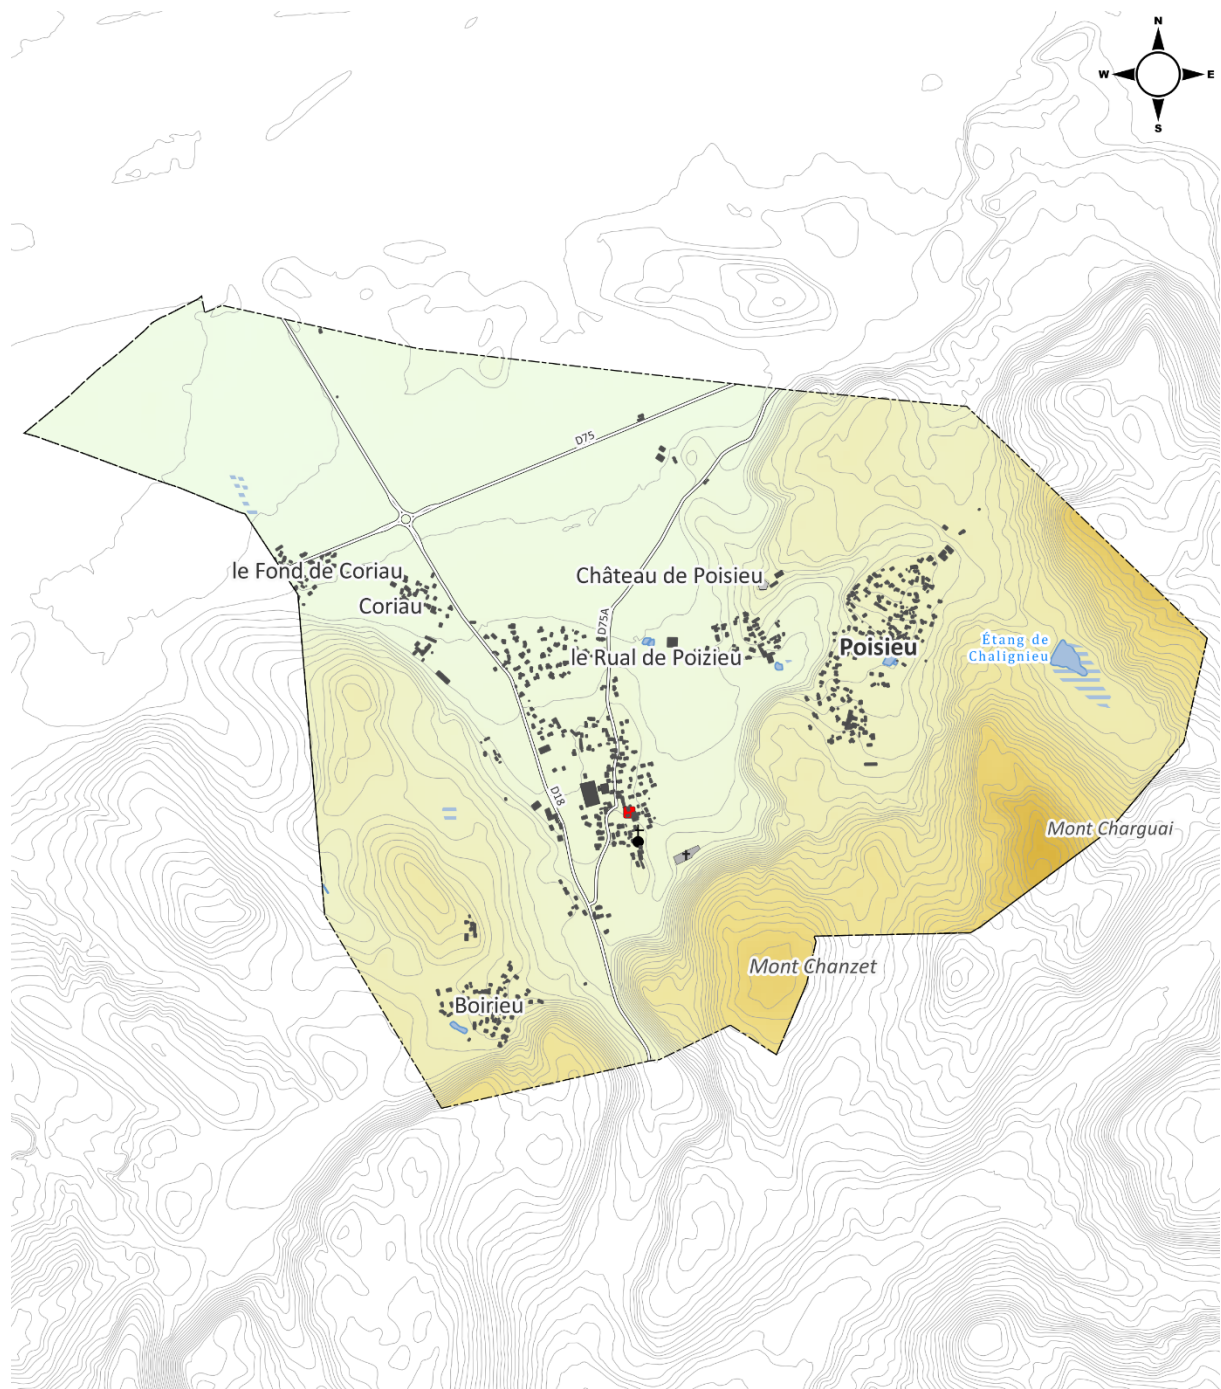 N
W E
S
D75
le Fond de Coriau
Château de Poisieu
Coriau
D75A
Étang de
Chalignieu
Poisieu
le Rual de Poizieu
D18
Mont Charguai
Mont Chanzet
Boirieu